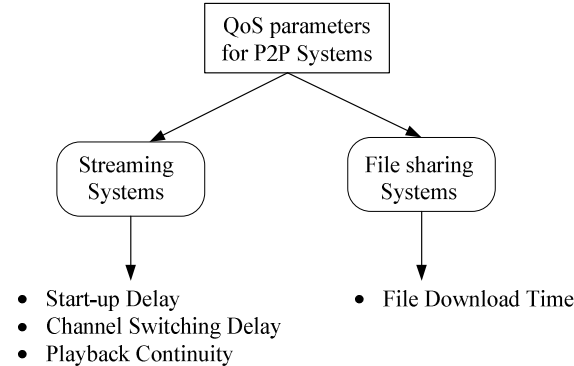 QoS parameters
for P2P Systems
Streaming
Systems
File sharing
Systems
• Start-up Delay
• Channel Switching Delay
• Playback Continuity
• File Download Time